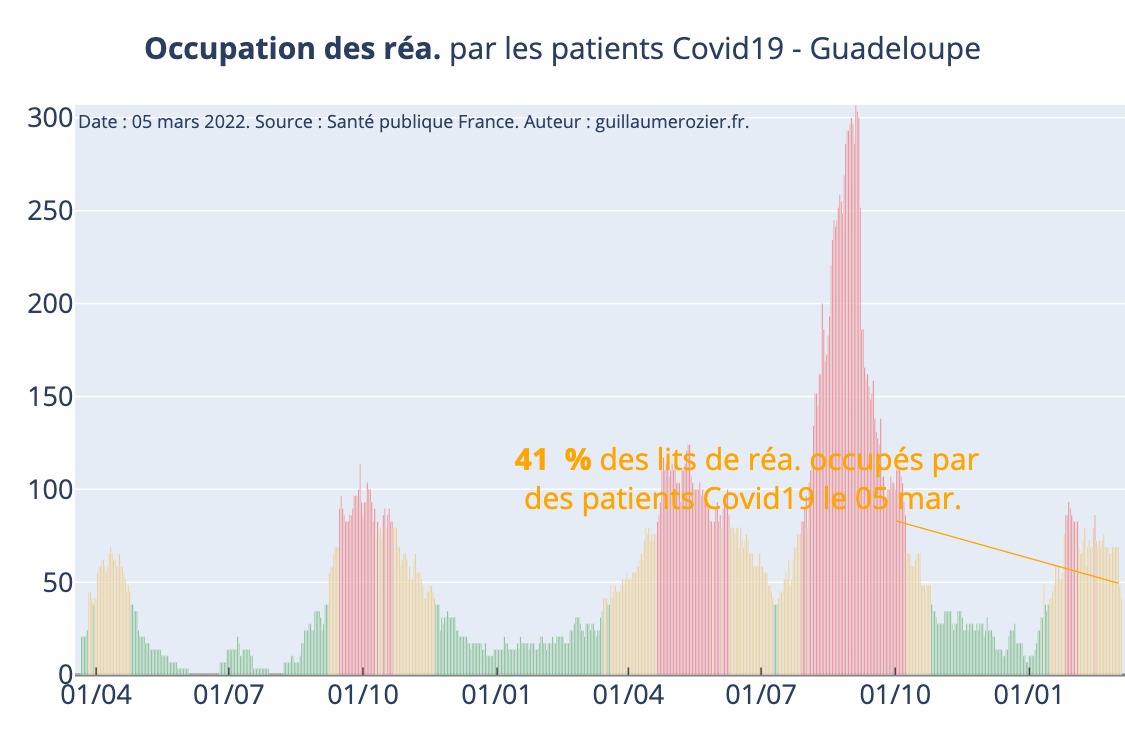 Occupation des réa. par les patients Covid19 - Guadeloupe
300
Date : 05 mars 2022. Source : Santé publique France. Auteur : guillaumerozier.fr.
250
200
150
41 % des lits de réa. occupés par
100
des patients Covid19 le 05 mar.
50
0
01/04 01/07 01/10 01/01 01/04 01/07 01/10 01/01